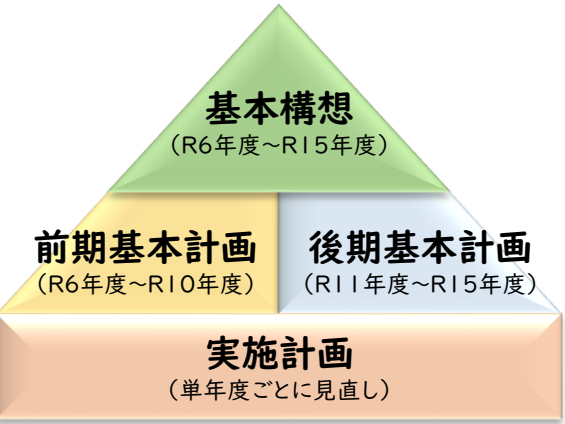 基本構想
（R6年度～R15年度）
前期基本計画
（R6年度～R10年度）
後期基本計画
（R11年度～R15年度）
実施計画
（単年度ごとに見直し）